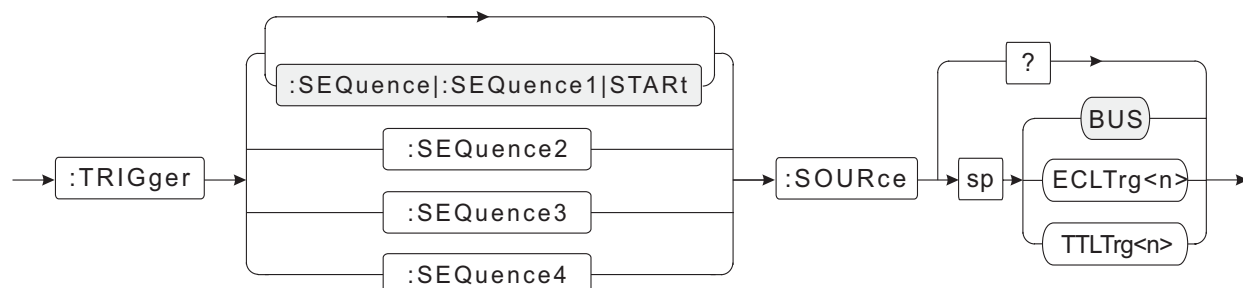 ?
:SEQuence|:SEQuence1|STARt
BUS
:SEQuence2
:TRIGger
:SOURce
sp
ECLTrg<n>
:SEQuence3
TTLTrg<n>
:SEQuence4